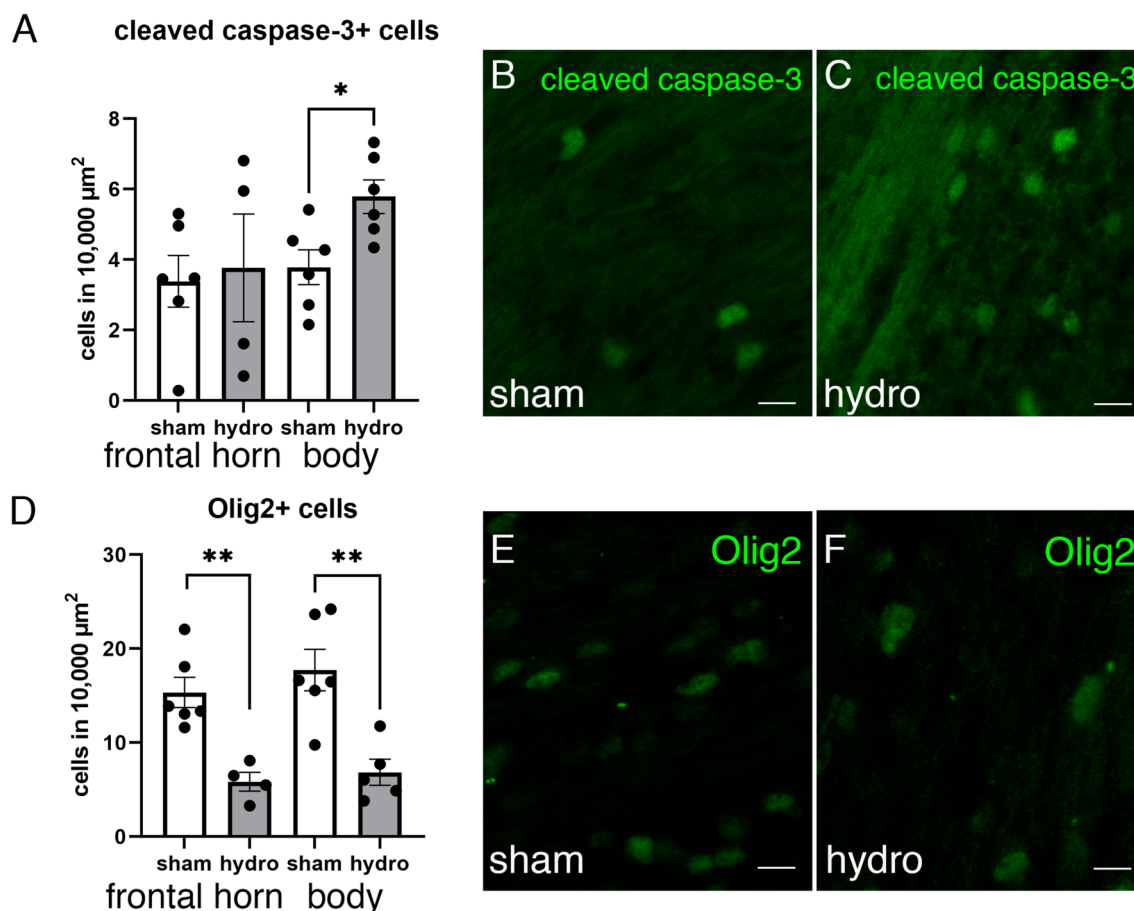 A
cleaved caspase-3+ cells
*
8
6
4
2
0
cells in 10,000 µm²
sham hydro sham hydro
frontal horn body
B cleaved caspase-3
sham
C cleaved caspase-3
hydro
D
Olig2+ cells
** **
30
20
10
0
cells in 10,000 µm²
sham hydro sham hydro
frontal horn body
E Olig2
sham
F Olig2
hydro